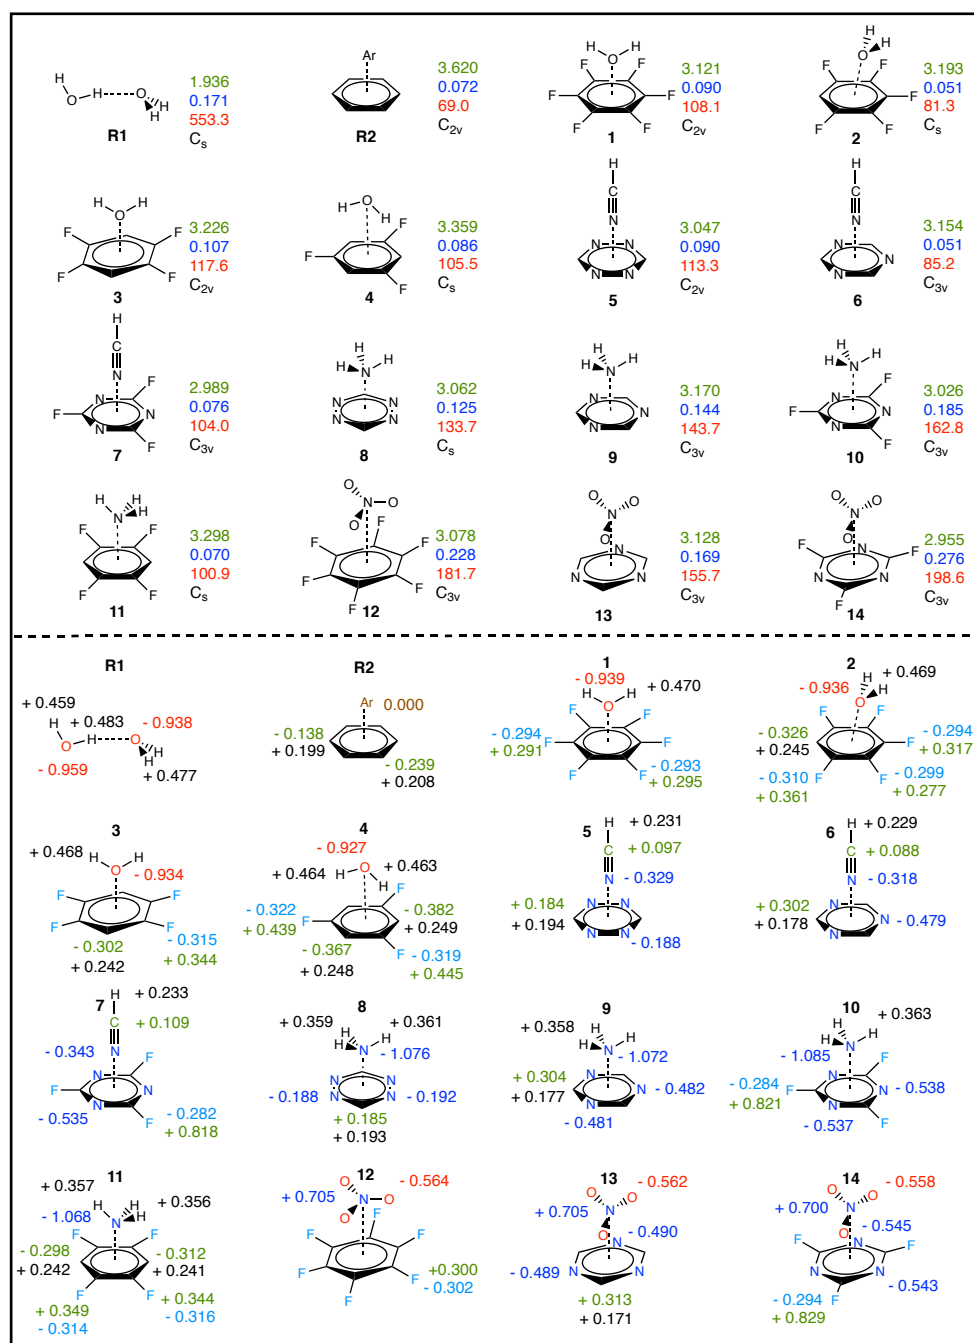 H
O H O H
H
R1
1.936
0.171
553.3
Cs
Ar
R2
3.620
0.072
69.0
C2v
H O H
F F
F F
F F
1
3.121
0.090
108.1
C2v
H
O H
F F
F
F F
2
3.193
0.051
81.3
Cs
H O H
F F
F F
3
3.226
0.107
117.6
C2v
H O H
F
F
F
4
3.359
0.086
105.5
Cs
H
C
N
N N
N N
5
3.047
0.090
113.3
C2v
H
C
N
N
N
N
6
3.154
0.051
85.2
C3v
H
C
N
N F
F N
N F
7
2.989
0.076
104.0
C3v
H
H N H
N N
N N
8
3.062
0.125
133.7
Cs
H
H N H
N
N
N
9
3.170
0.144
143.7
C3v
H
H N H
N F
F N
N F
10
3.026
0.185
162.8
C3v
H N H H
F F
F F
11
3.298
0.070
100.9
Cs
O
N O
O
F
F F
F F
F
12
3.078
0.228
181.7
C3v
O O
N
O
N
N N
13
3.128
0.169
155.7
C3v
O O
N
O
F N F
N N
F
14
2.955
0.276
198.6
C3v
R1
+ 0.459
H + 0.483 - 0.938
O H O H
H
- 0.959 + 0.477
R2
Ar 0.000
- 0.138
+ 0.199
- 0.239
+ 0.208
1
- 0.939
H O H + 0.470
- 0.294 F F
+ 0.291 F F
F F - 0.293
+ 0.295
2
H + 0.469
- 0.936 O H
- 0.326 F F - 0.294
+ 0.245 F + 0.317
- 0.310 F F - 0.299
+ 0.361 + 0.277
3
+ 0.468 H O H
- 0.934
F F
F F
- 0.302 - 0.315
+ 0.242 + 0.344
4
- 0.927
+ 0.464 H O H + 0.463
- 0.322 F - 0.382
+ 0.439 F + 0.249
- 0.367 F - 0.319
+ 0.248 + 0.445
5
H + 0.231
C + 0.097
N - 0.329
+ 0.184 N N
+ 0.194 N N - 0.188
6
H + 0.229
C + 0.088
N - 0.318
+ 0.302 N
+ 0.178 N - 0.479
N
7
H + 0.233
C + 0.109
- 0.343 N
N F
F N
- 0.535 N F - 0.282
+ 0.818
8
+ 0.359 H + 0.361
H N H
- 1.076
- 0.188 N N
N N - 0.192
+ 0.185
+ 0.193
9
+ 0.358 H
H N H
- 1.072
+ 0.304 N
+ 0.177 N - 0.482
- 0.481 N
10
H + 0.363
H N H
- 1.085
- 0.284 F N F
+ 0.821 N - 0.538
- 0.537 N F
11
+ 0.357 H N H H + 0.356
- 1.068
- 0.298 F F - 0.312
+ 0.242 + 0.241
F F
+ 0.349 + 0.344
- 0.314 - 0.316
12
O - 0.564
+ 0.705 N O
O
F
F F
F F +0.300
F - 0.302
13
O O - 0.562
+ 0.705 N
O - 0.490
N
- 0.489 N N
+ 0.313
+ 0.171
14
O O - 0.558
+ 0.700 N
O - 0.545
F N F
N N - 0.543
- 0.294 F
+ 0.829